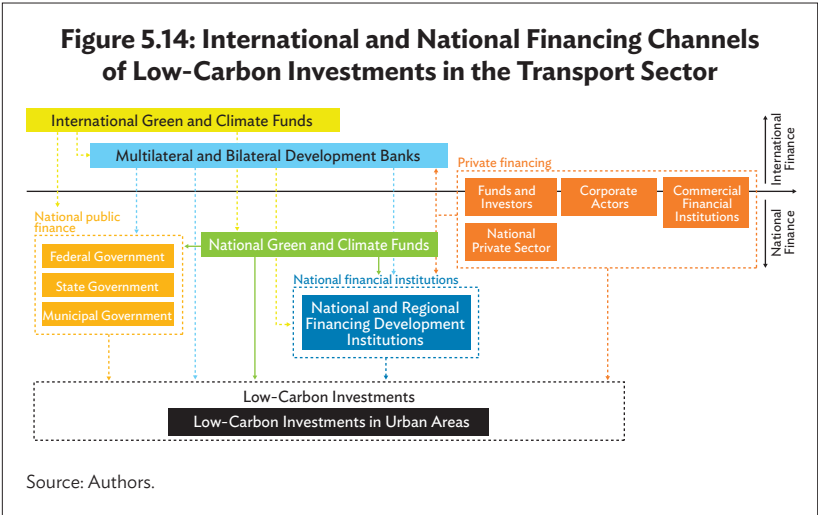 Figure 5.14: International and National Financing Channels
of Low-Carbon Investments in the Transport Sector
International Green and Climate Funds
Multilateral and Bilateral Development Banks
International
Finance
Private financing
Funds and
Investors
Corporate
Actors
Commercial
Financial
Institutions
National
Private Sector
National
Finance
National public
finance
Federal Government
State Government
Municipal Government
National Green and Climate Funds
National financial institutions
National and Regional
Financing Development
Institutions
Low-Carbon Investments
Low-Carbon Investments in Urban Areas
Source: Authors.